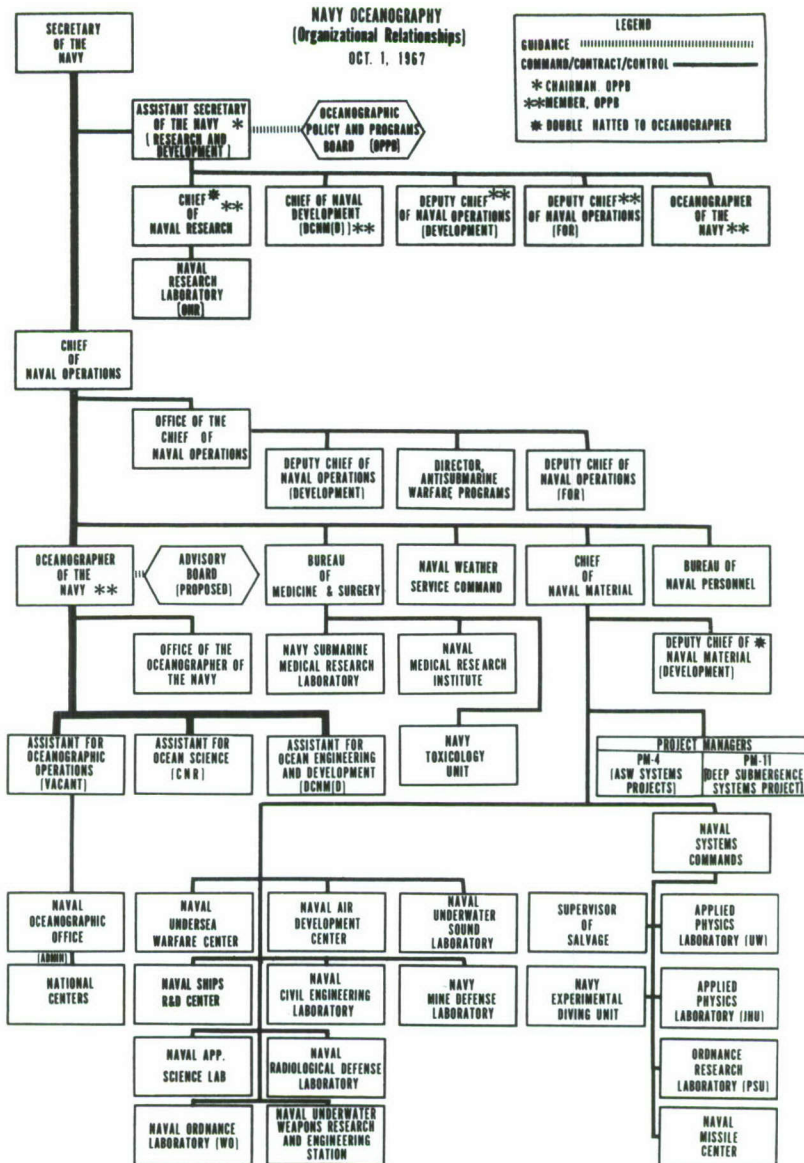 NAVY OCEANOGRAPHY
(Organizational Relationships)
OCT. 1, 1967
LEGEND
GUIDANCE
COMMAND/CONTRACT/CONTROL
* CHAIRMAN. OPPB
** MEMBER, OPPB
✱ DOUBLE HATTED TO OCEANOGRAPHER
SECRETARY
OF THE
NAVY
ASSISTANT SECRETARY
OF THE NAVY *
(RESEARCH AND
DEVELOPMENT)
OCEANOGRAPHIC
POLICY AND PROGRAMS
BOARD (OPPB)
CHIEF ✱
OF **
NAVAL RESEARCH
CHIEF OF NAVAL
DEVELOPMENT
(DCNM(D)) **
DEPUTY CHIEF **
OF NAVAL OPERATIONS
(DEVELOPMENT)
DEPUTY CHIEF **
OF NAVAL OPERATIONS
(FOR)
OCEANOGRAPHER
OF THE
NAVY **
NAVAL
RESEARCH
LABORATORY
(ONR)
CHIEF
OF
NAVAL OPERATIONS
OFFICE OF THE
CHIEF OF
NAVAL OPERATIONS
DEPUTY CHIEF OF
NAVAL OPERATIONS
(DEVELOPMENT)
DIRECTOR,
ANTISUBMARINE
WARFARE PROGRAMS
DEPUTY CHIEF OF
NAVAL OPERATIONS
(FOR)
OCEANOGRAPHER
OF THE
NAVY **
ADVISORY
BOARD
(PROPOSED)
BUREAU
OF
MEDICINE & SURGERY
NAVAL WEATHER
SERVICE COMMAND
CHIEF
OF
NAVAL MATERIAL
BUREAU OF
NAVAL PERSONNEL
OFFICE OF THE
OCEANOGRAPHER OF
THE NAVY
NAVY SUBMARINE
MEDICAL RESEARCH
LABORATORY
NAVAL
MEDICAL RESEARCH
INSTITUTE
DEPUTY CHIEF OF ✱
NAVAL MATERIAL
(DEVELOPMENT)
ASSISTANT FOR
OCEANOGRAPHIC
OPERATIONS
(VACANT)
ASSISTANT FOR
OCEAN SCIENCE
(CNR)
ASSISTANT FOR
OCEAN ENGINEERING
AND DEVELOPMENT
(DCNM(D)
NAVY
TOXICOLOGY
UNIT
PROJECT MANAGERS
PM-4
(ASW SYSTEMS
PROJECTS)
PM-11
(DEEP SUBMERGENCE
SYSTEMS PROJECT)
NAVAL
SYSTEMS
COMMANDS
NAVAL
OCEANOGRAPHIC
OFFICE
NAVAL
UNDERSEA
WARFARE CENTER
NAVAL AIR
DEVELOPMENT
CENTER
NAVAL
UNDERWATER
SOUND
LABORATORY
SUPERVISOR
OF
SALVAGE
APPLIED
PHYSICS
LABORATORY (UW)
(ADMIN)
NATIONAL
CENTERS
NAVAL SHIPS
R&D CENTER
NAVAL
CIVIL ENGINEERING
LABORATORY
NAVY
MINE DEFENSE
LABORATORY
NAVY
EXPERIMENTAL
DIVING UNIT
APPLIED
PHYSICS
LABORATORY (JHU)
NAVAL APP.
SCIENCE LAB
NAVAL
RADIOLOGICAL DEFENSE
LABORATORY
ORDNANCE
RESEARCH
LABORATORY (PSU)
NAVAL ORDNANCE
LABORATORY (WO)
NAVAL UNDERWATER
WEAPONS RESEARCH
AND ENGINEERING
STATION
NAVAL
MISSILE
CENTER